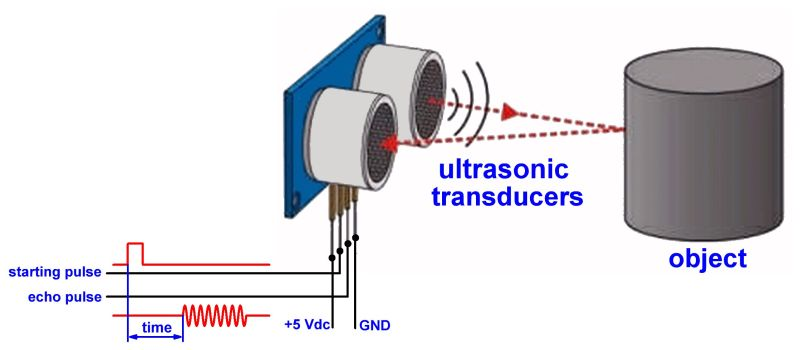 ultrasonic
transducers
object
starting pulse
echo pulse
time
+5 Vdc
GND